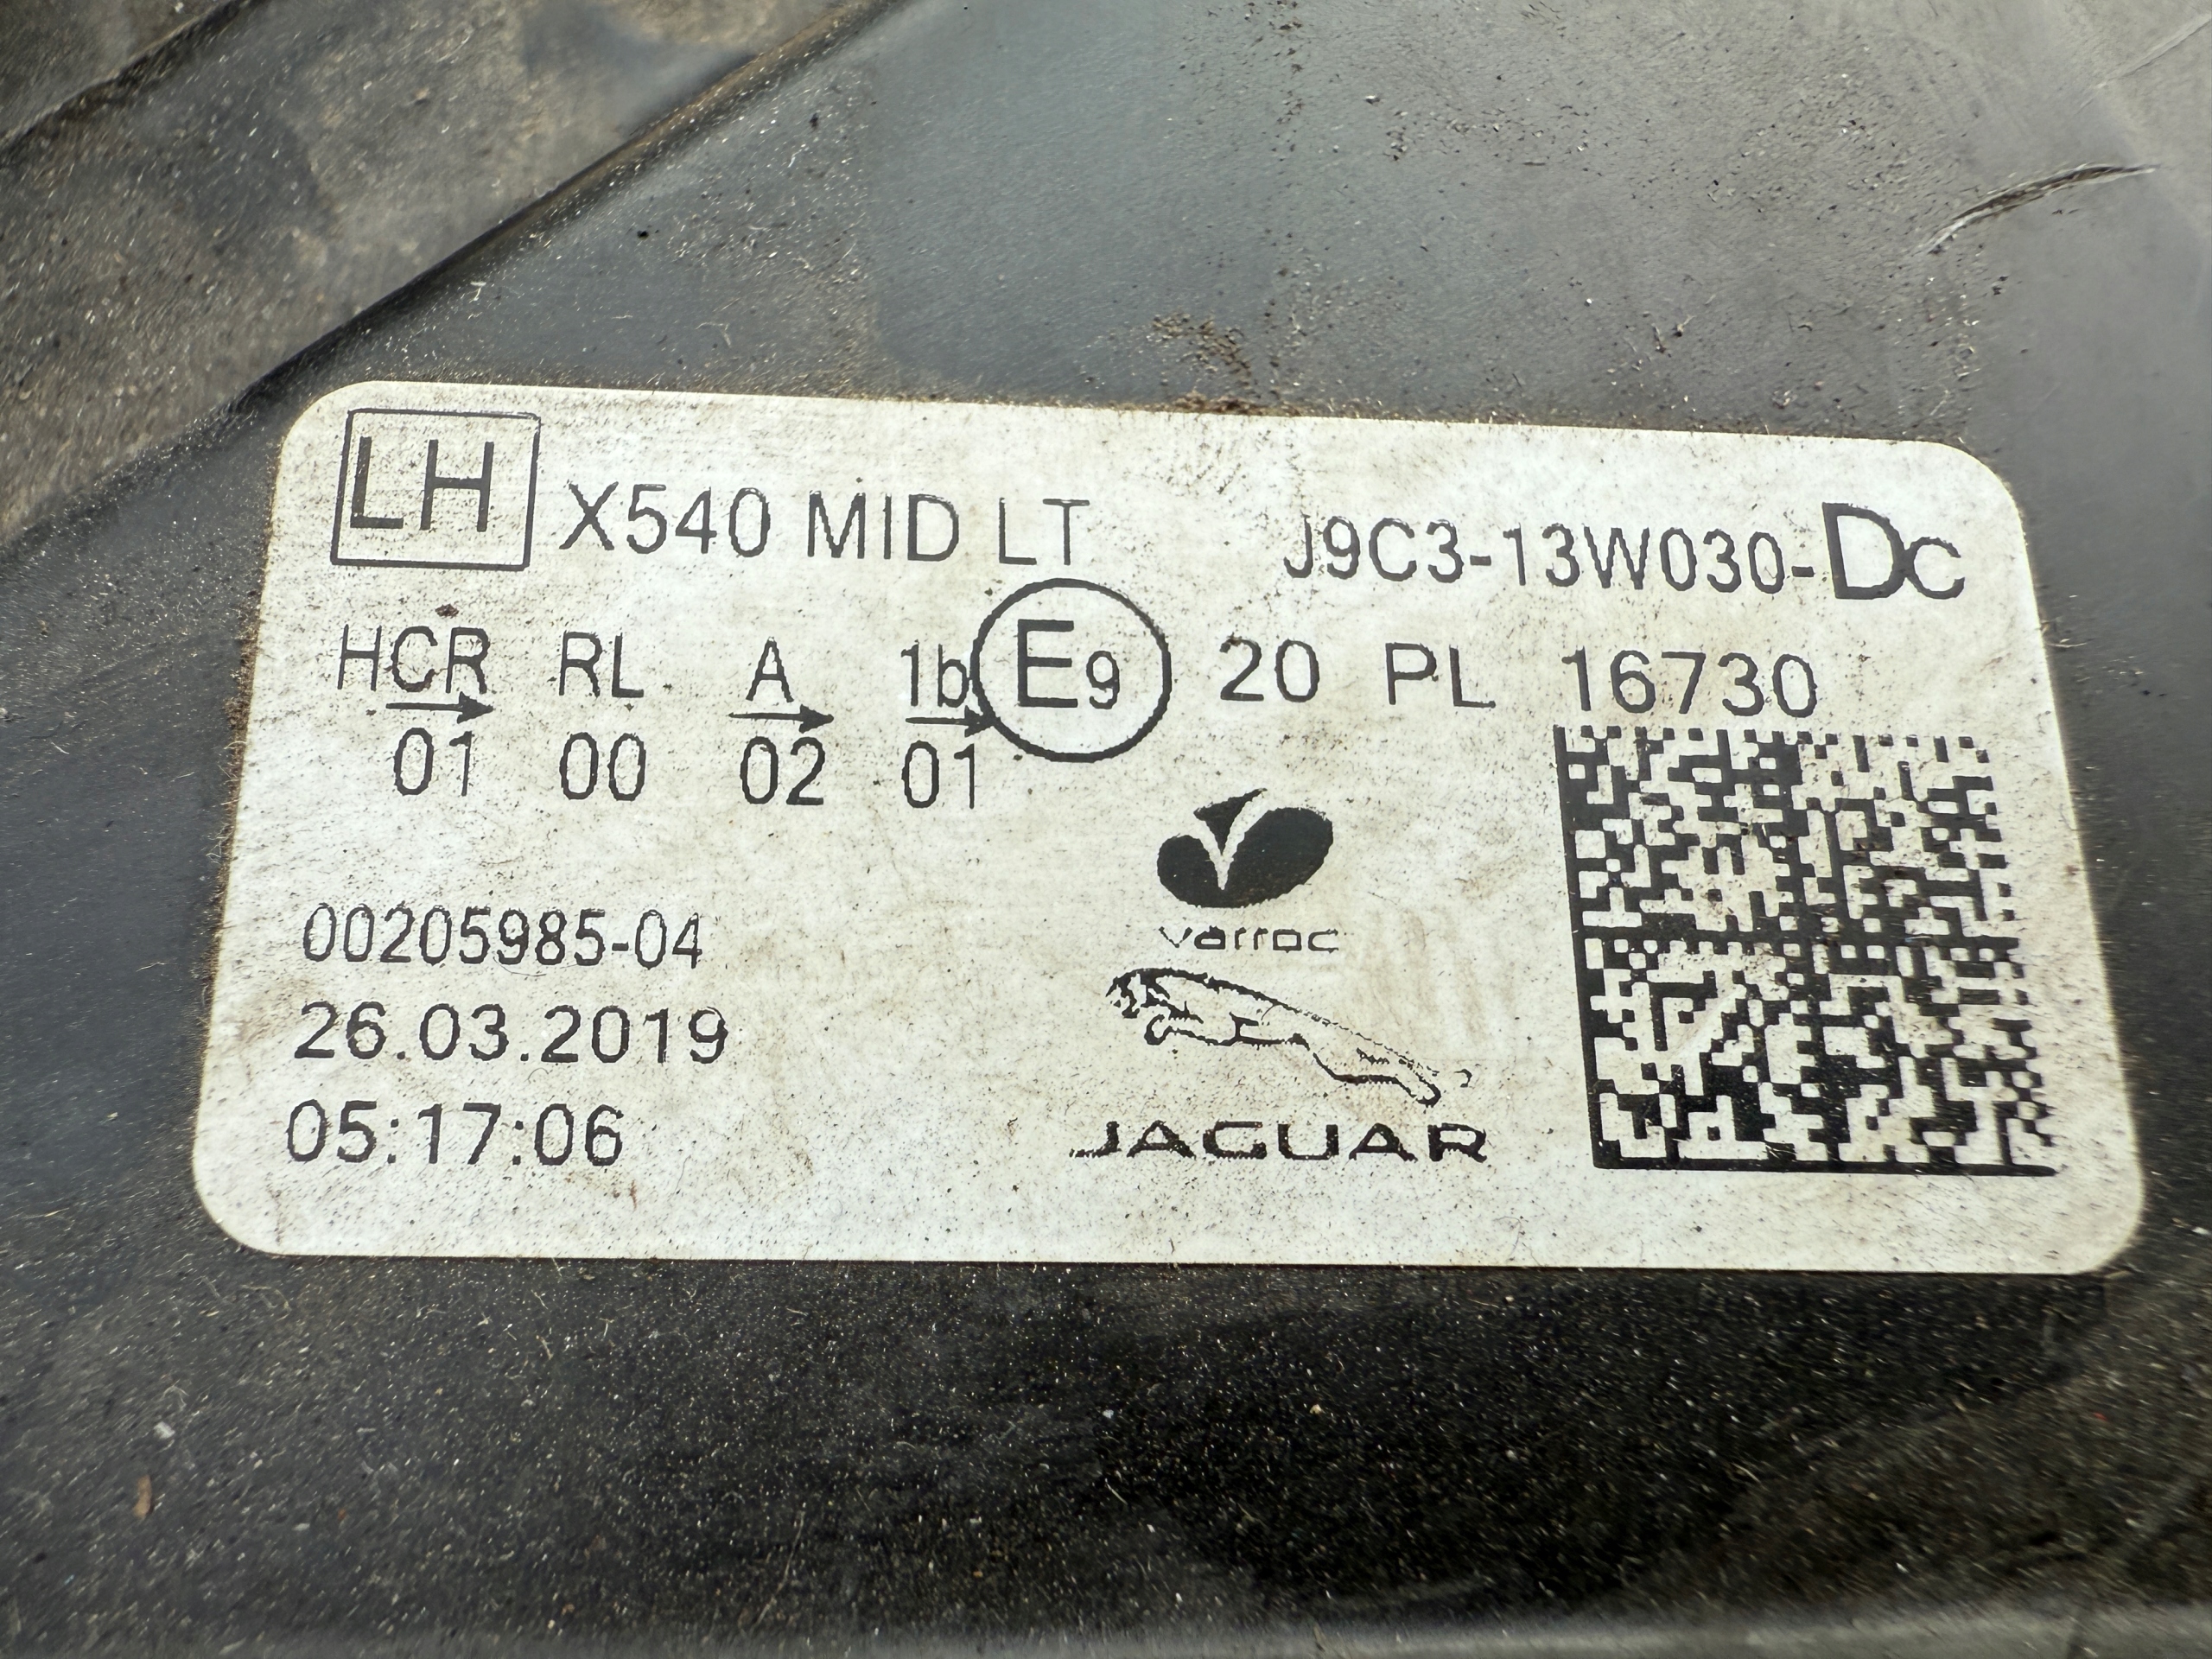 LH X540 MID LT J9C3-13W030-DC
HCR RL A 1b E9 20 PL 16730
01 00 02 01
varroc
00205985-04
26.03.2019
05:17:06
JAGUAR